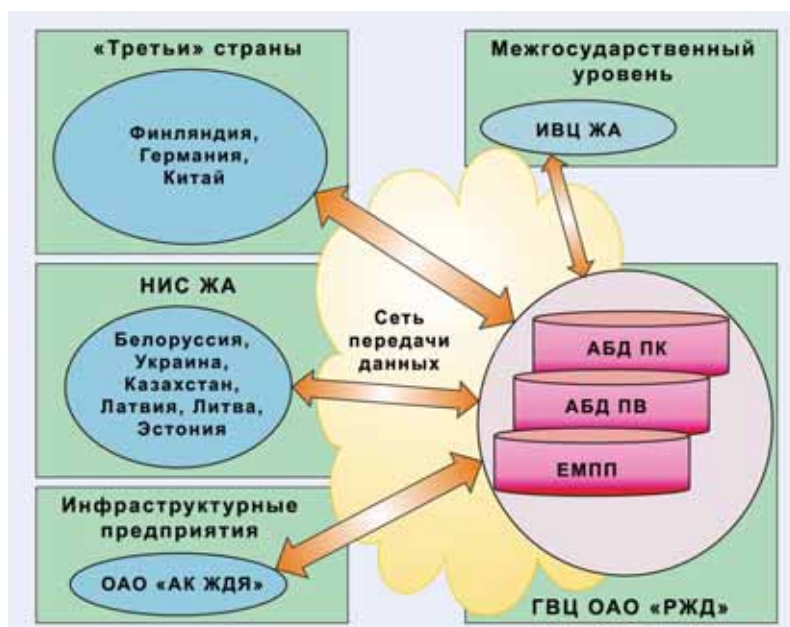 «Третьи» страны
Финляндия,
Германия,
Китай
Межгосударственный
уровень
ИВЦ ЖА
НИС ЖА
Белоруссия,
Украина,
Казахстан,
Латвия, Литва,
Эстония
Сеть
передачи
данных
АБД ПК
АБД ПВ
ЕМПП
Инфраструктурные
предприятия
ОАО «АК ЖДЯ»
ГВЦ ОАО «РЖД»